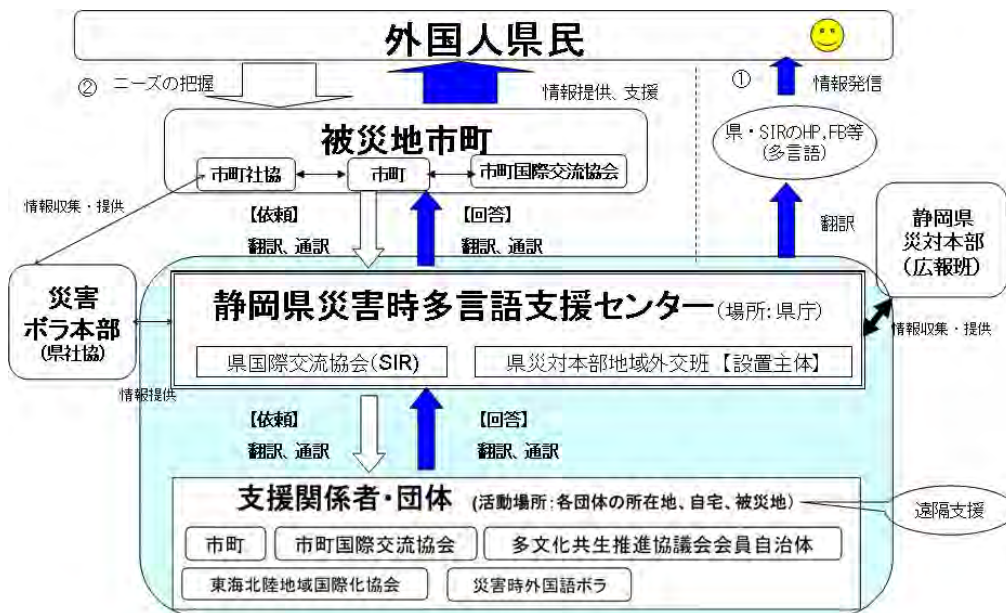 外国人県民
② ニーズの把握
情報提供、支援
①
情報発信
県・SIRのHP,FB等
(多言語)
被災地市町
市町社協
市町
市町国際交流協会
情報収集・提供
【依頼】
翻訳、通訳
【回答】
翻訳、通訳
翻訳
静岡県
災対本部
(広報班)
災害
ボラ本部
(県社協)
静岡県災害時多言語支援センター(場所:県庁)
県国際交流協会(SIR)
県災対本部地域外交班 【設置主体】
情報収集・提供
情報提供
【依頼】
翻訳、通訳
【回答】
翻訳、通訳
支援関係者・団体 (活動場所:各団体の所在地、自宅、被災地)
遠隔支援
市町
市町国際交流協会
多文化共生推進協議会会員自治体
東海北陸地域国際化協会
災害時外国語ボラ